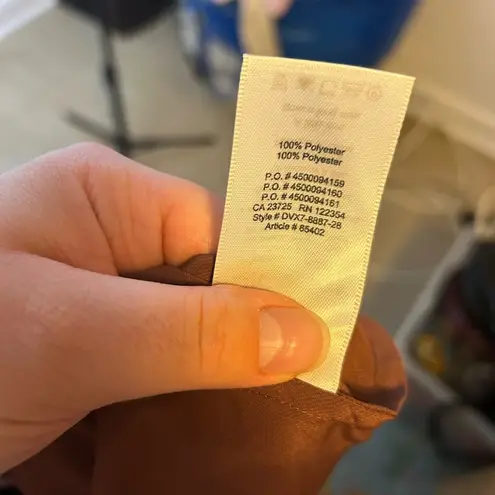 100% Polyester
100% Polyester
P.O. # 4500094159
P.O. # 4500094160
P.O. # 4500094161
CA 23725 RN 122354
Style # DVX7-8887-28
Article # 85402